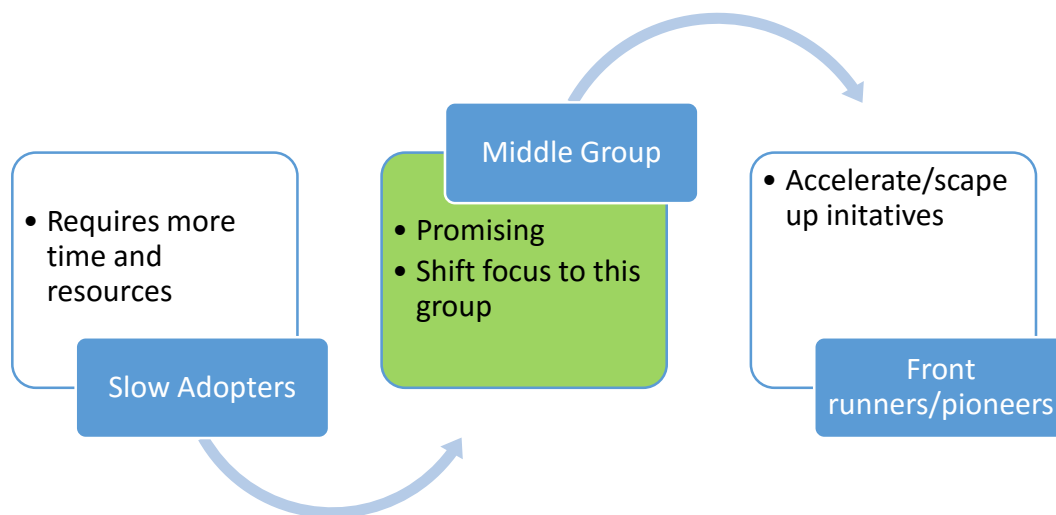 • Requires more
time and
resources
Slow Adopters
Middle Group
• Promising
• Shift focus to this
group
• Accelerate/scape
up initatives
Front
runners/pioneers